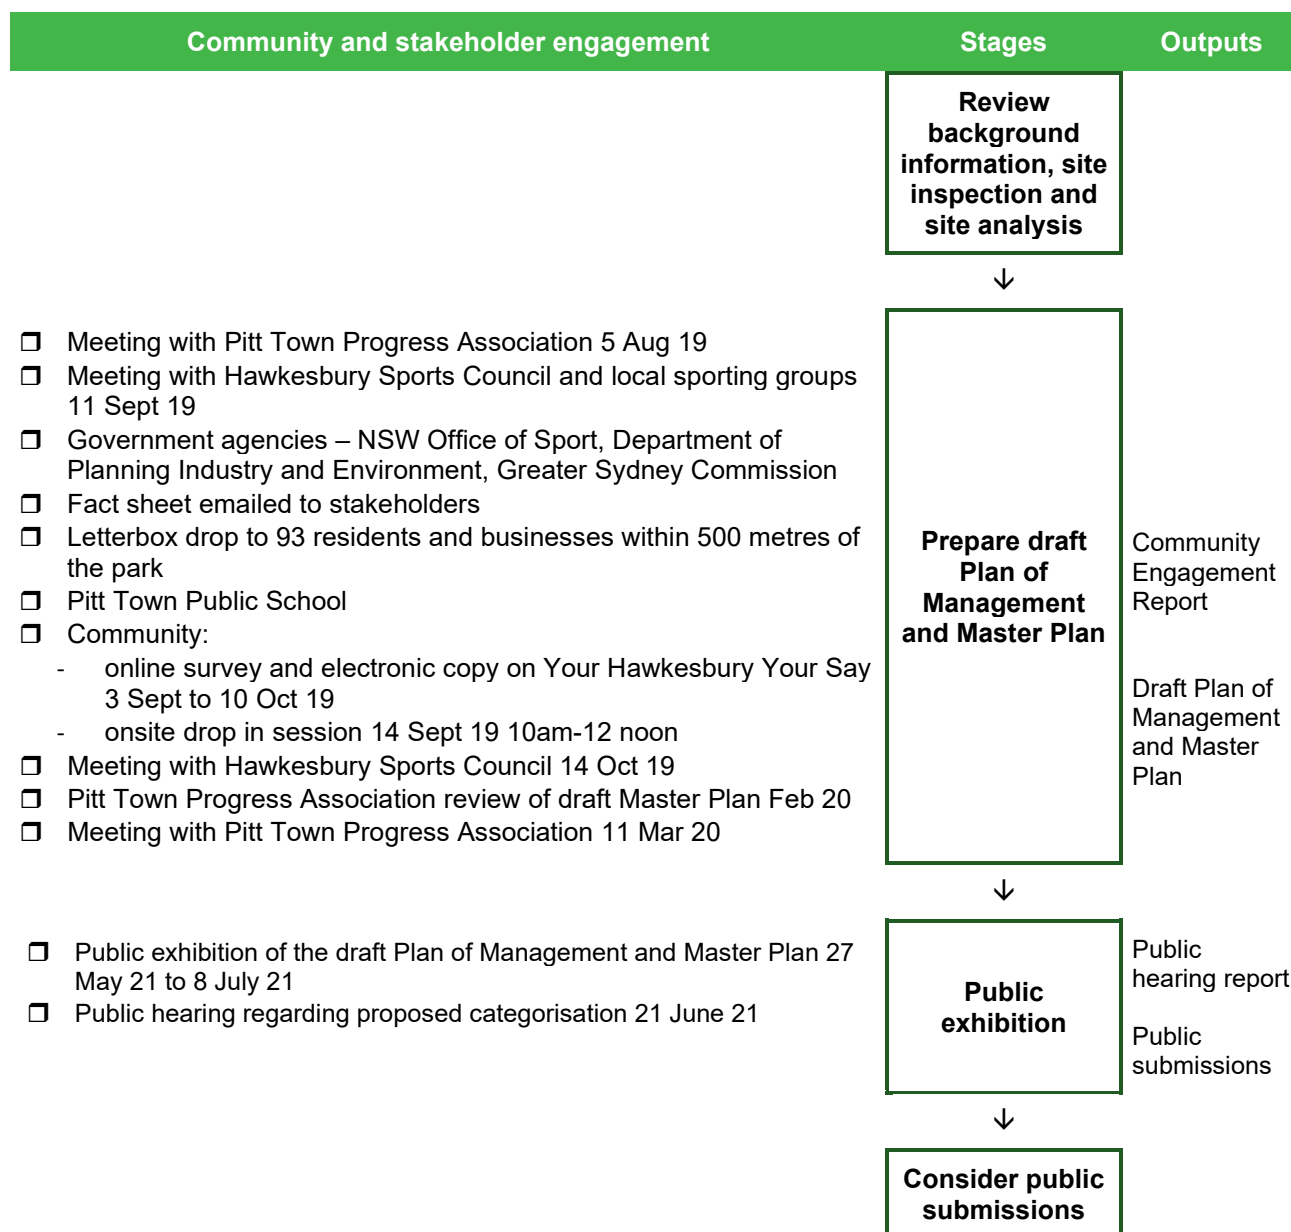 Community and stakeholder engagement
Stages
Outputs
Review
background
information, site
inspection and
site analysis
↓
❒ Meeting with Pitt Town Progress Association 5 Aug 19
❒ Meeting with Hawkesbury Sports Council and local sporting groups
11 Sept 19
❒ Government agencies – NSW Office of Sport, Department of
Planning Industry and Environment, Greater Sydney Commission
❒ Fact sheet emailed to stakeholders
❒ Letterbox drop to 93 residents and businesses within 500 metres of
the park
❒ Pitt Town Public School
❒ Community:
- online survey and electronic copy on Your Hawkesbury Your Say
3 Sept to 10 Oct 19
- onsite drop in session 14 Sept 19 10am-12 noon
❒ Meeting with Hawkesbury Sports Council 14 Oct 19
❒ Pitt Town Progress Association review of draft Master Plan Feb 20
❒ Meeting with Pitt Town Progress Association 11 Mar 20
Prepare draft
Plan of
Management
and Master Plan
Community
Engagement
Report
Draft Plan of
Management
and Master
Plan
↓
❒ Public exhibition of the draft Plan of Management and Master Plan 27
May 21 to 8 July 21
❒ Public hearing regarding proposed categorisation 21 June 21
Public
exhibition
Public
hearing report
Public
submissions
↓
Consider public
submissions